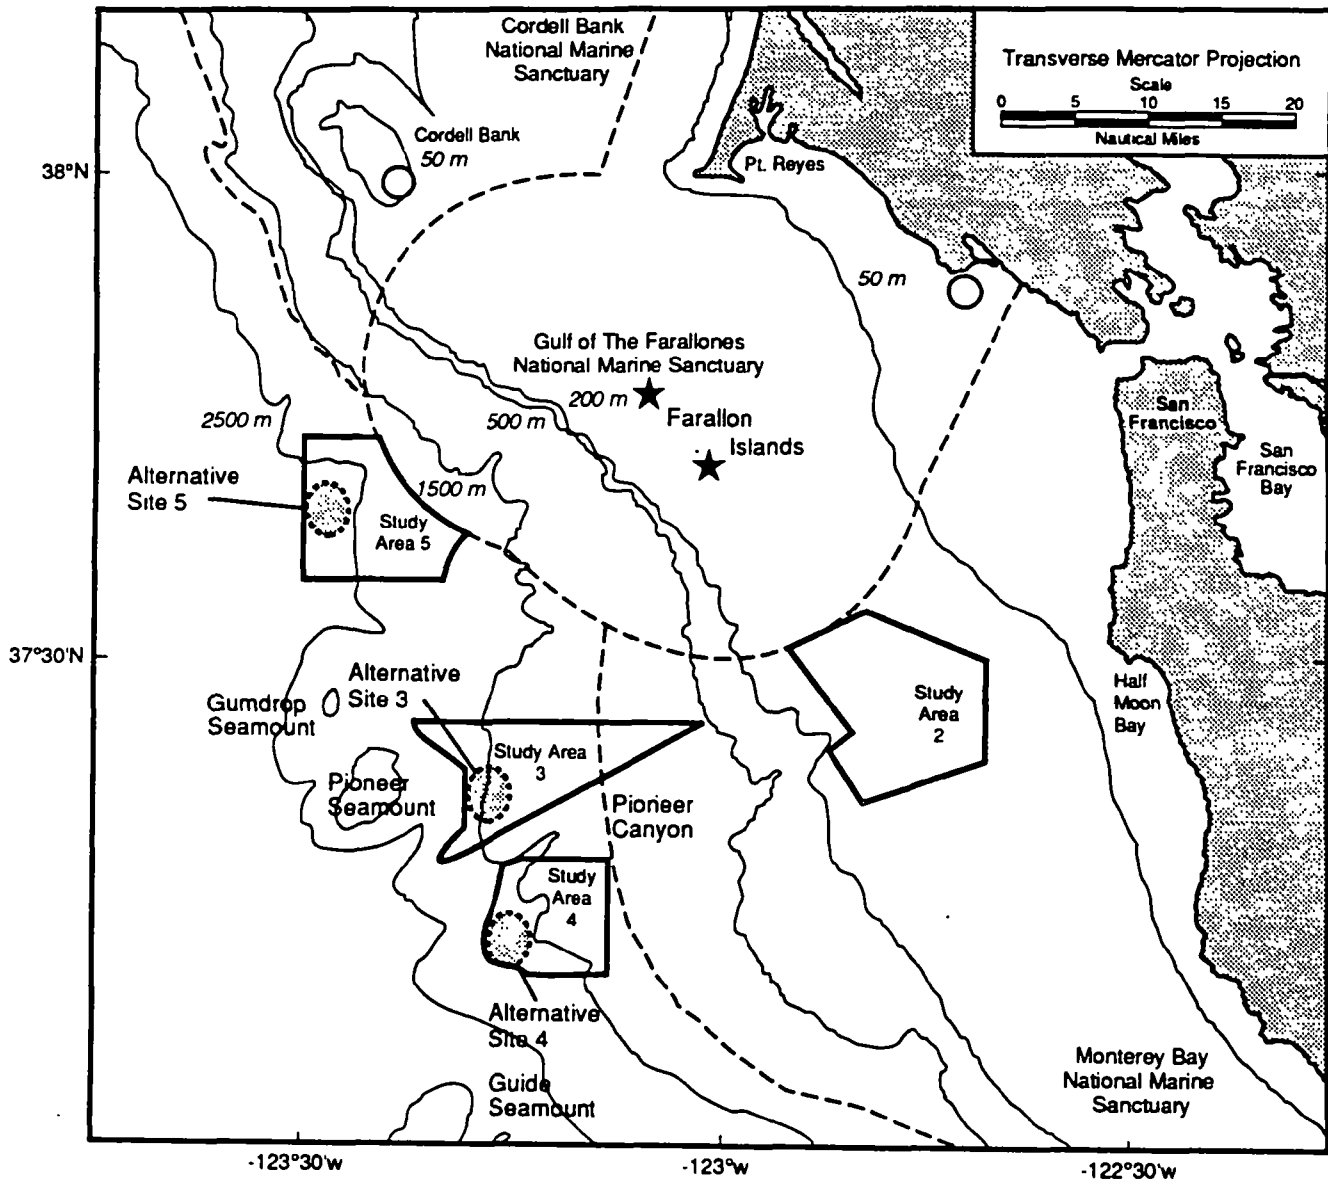 Cordell Bank
National Marine
Sanctuary
Transverse Mercator Projection
Scale
0 5 10 15 20
Nautical Miles
Cordell Bank
50 m
Pt. Reyes
38°N
50 m
Gulf of The Farallones
National Marine Sanctuary
200 m
Farallon
Islands
2500 m
500 m
San
Francisco
San
Francisco
Bay
Alternative
Site 5
1500 m
Study
Area 5
37°30'N
Alternative
Site 3
Gumdrop
Seamount
Study
Area
2
Half
Moon
Bay
Study Area
3
Pioneer
Seamount
Pioneer
Canyon
Study
Area
4
Alternative
Site 4
Guide
Seamount
Monterey Bay
National Marine
Sanctuary
-123°30'W
-123°W
-122°30'W